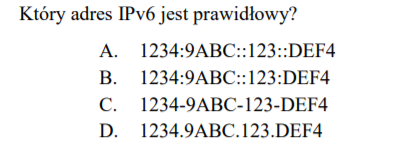 Który adres IPv6 jest prawidłowy?
A. 1234:9ABC::123::DEF4
B. 1234:9ABC::123:DEF4
C. 1234-9ABC-123-DEF4
D. 1234.9ABC.123.DEF4